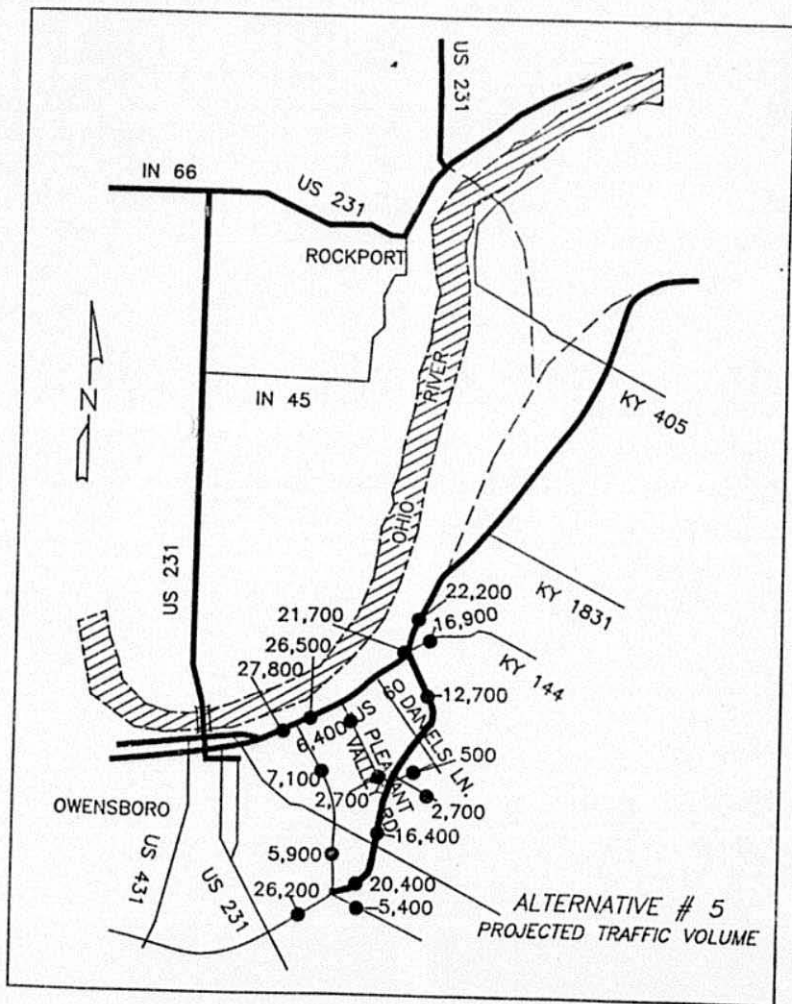 US 231
IN 66
US 231
ROCKPORT
N
IN 45
RIVER
KY 405
OHIO
US 231
KY 1831
22,200
21,700
16,900
26,500
KY 144
27,800
12,700
US 60
DANIELS LN.
6,400
PLEASANT
VALLEY RD.
500
7,100
2,700
2,700
OWENSBORO
16,400
US 431
5,900
US 231
26,200
20,400
5,400
ALTERNATIVE # 5
PROJECTED TRAFFIC VOLUME